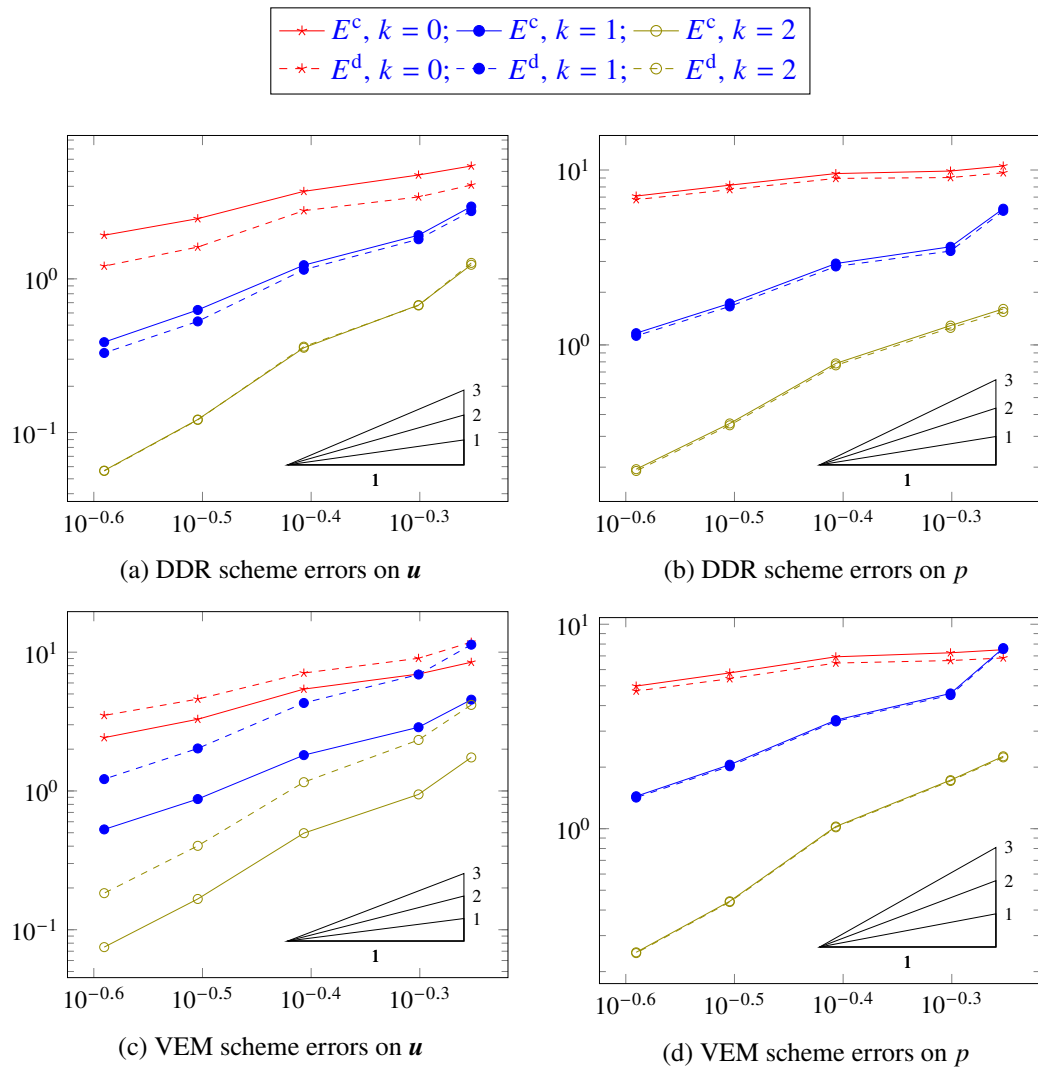 E^c, k = 0; E^c, k = 1; E^c, k = 2
E^d, k = 0; E^d, k = 1; E^d, k = 2
10^0
10^−1
3
2
1
1
10^−0.6 10^−0.5 10^−0.4 10^−0.3
(a) DDR scheme errors on u
10^1
10^0
3
2
1
1
10^−0.6 10^−0.5 10^−0.4 10^−0.3
(b) DDR scheme errors on p
10^1
10^0
10^−1
3
2
1
1
10^−0.6 10^−0.5 10^−0.4 10^−0.3
(c) VEM scheme errors on u
10^1
10^0
3
2
1
1
10^−0.6 10^−0.5 10^−0.4 10^−0.3
(d) VEM scheme errors on p